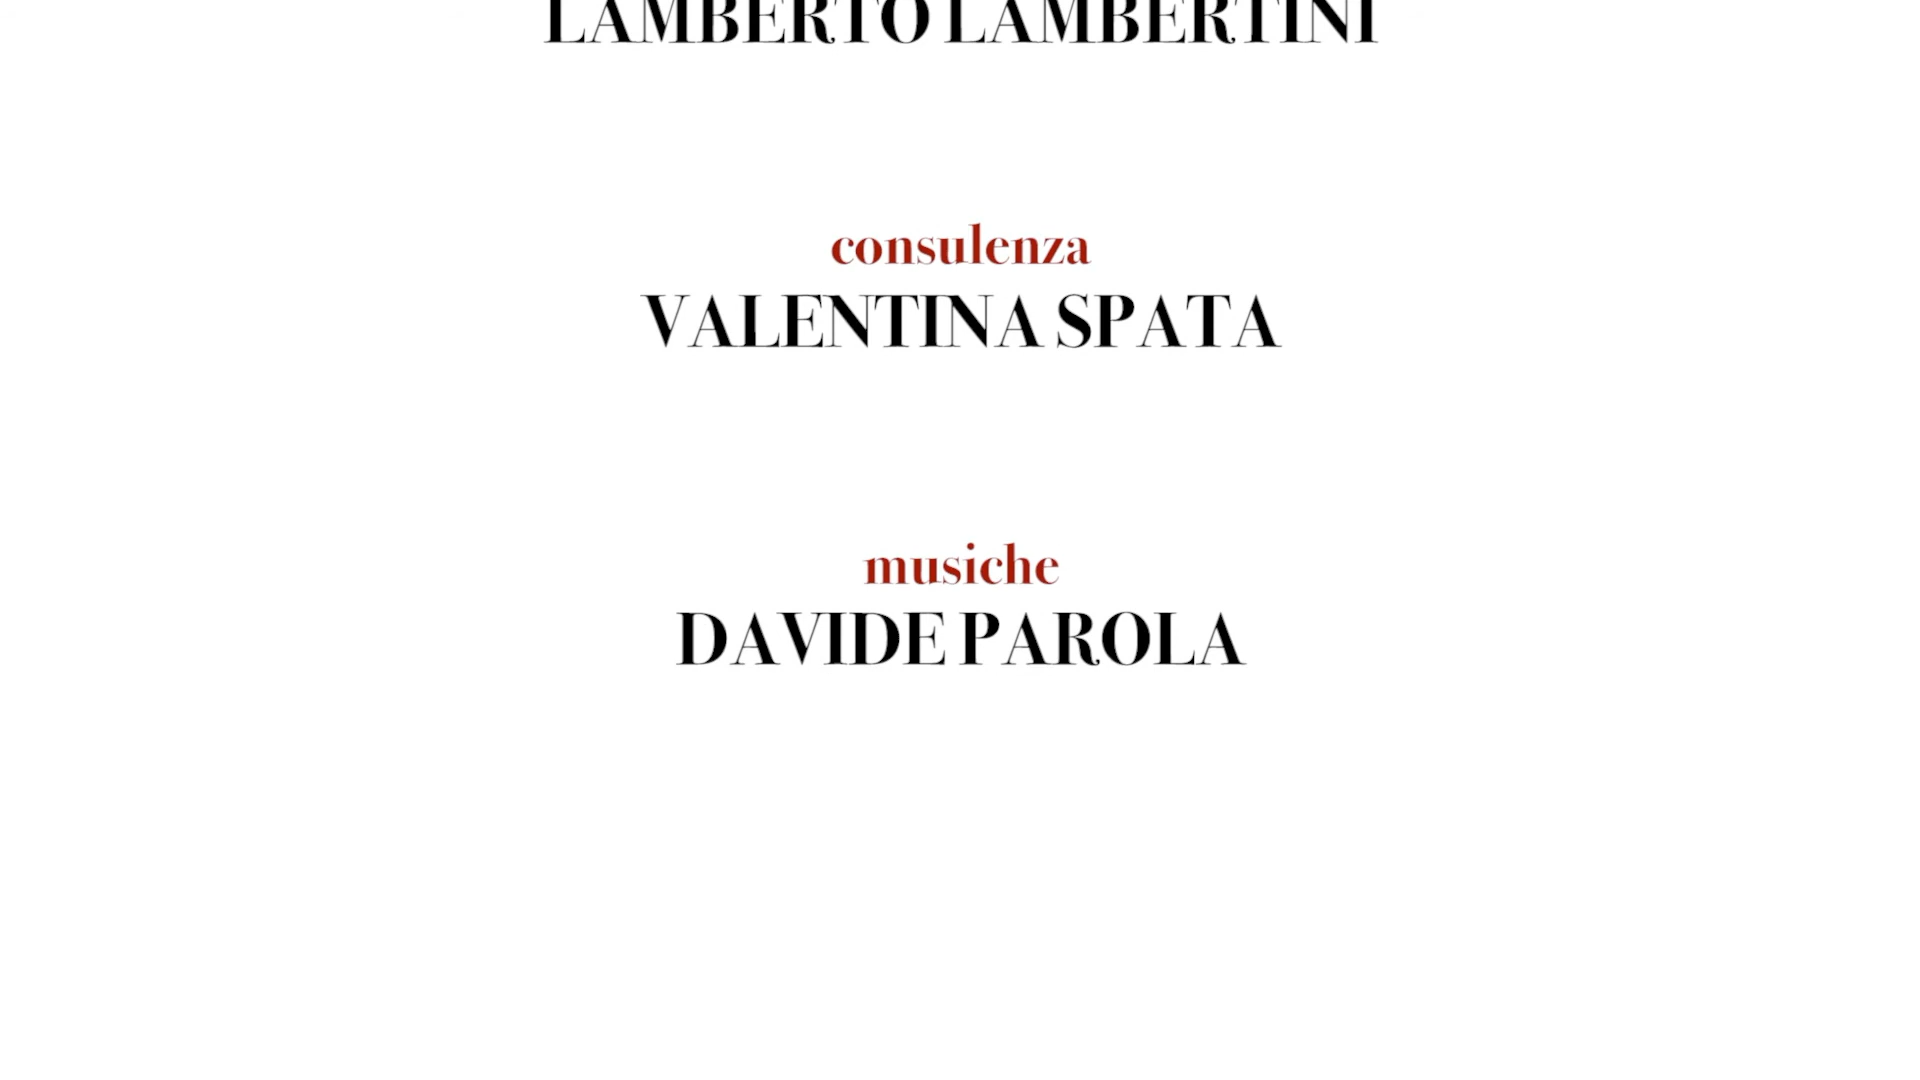 LAMBERTO LAMBERTINI
consulenza
VALENTINA SPATA
musiche
DAVIDE PAROLA